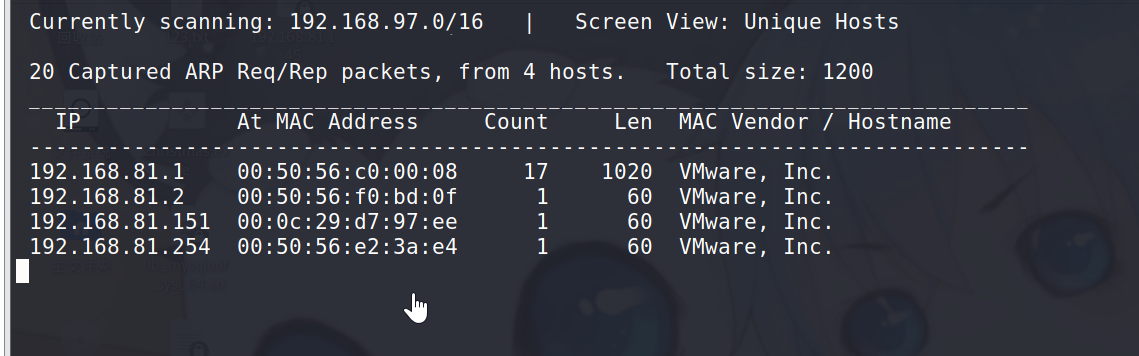 Currently scanning: 192.168.97.0/16   |   Screen View: Unique Hosts
20 Captured ARP Req/Rep packets, from 4 hosts.   Total size: 1200
_____________________________________________________________________________
IP            At MAC Address     Count     Len  MAC Vendor / Hostname
-----------------------------------------------------------------------------
192.168.81.1    00:50:56:c0:00:08     17    1020  VMware, Inc.
192.168.81.2    00:50:56:f0:bd:0f      1      60  VMware, Inc.
192.168.81.151  00:0c:29:d7:97:ee      1      60  VMware, Inc.
192.168.81.254  00:50:56:e2:3a:e4      1      60  VMware, Inc.